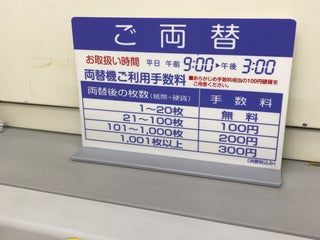 ご両替
お取扱い時間 平日 午前 9:00▶午後 3:00
両替機ご利用手数料 ■あらかじめ手数料相当の100円硬貨をご用意ください。
両替後の枚数(紙幣+硬貨) 手数料
1〜20枚 無料
21〜100枚 100円
101〜1,000枚 200円
1,001枚以上 300円
(消費税込み)